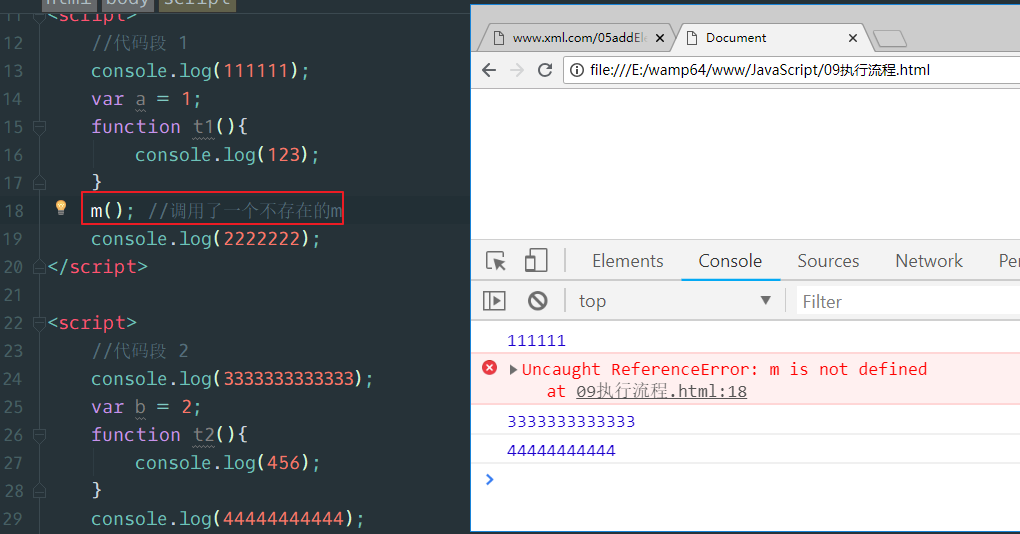 html body script
11 <script>
12 //代码段 1
13 console.log(111111);
14 var a = 1;
15 function t1(){
16 console.log(123);
17 }
18 m(); //调用了一个不存在的m
19 console.log(2222222);
20 </script>
21
22 <script>
23 //代码段 2
24 console.log(3333333333333);
25 var b = 2;
26 function t2(){
27 console.log(456);
28 }
29 console.log(44444444444);
www.xml.com/05addEle Document
file:///E:/wamp64/www/JavaScript/09执行流程.html
Elements Console Sources Network Pe
top Filter
111111
Uncaught ReferenceError: m is not defined
at 09执行流程.html:18
3333333333333
44444444444